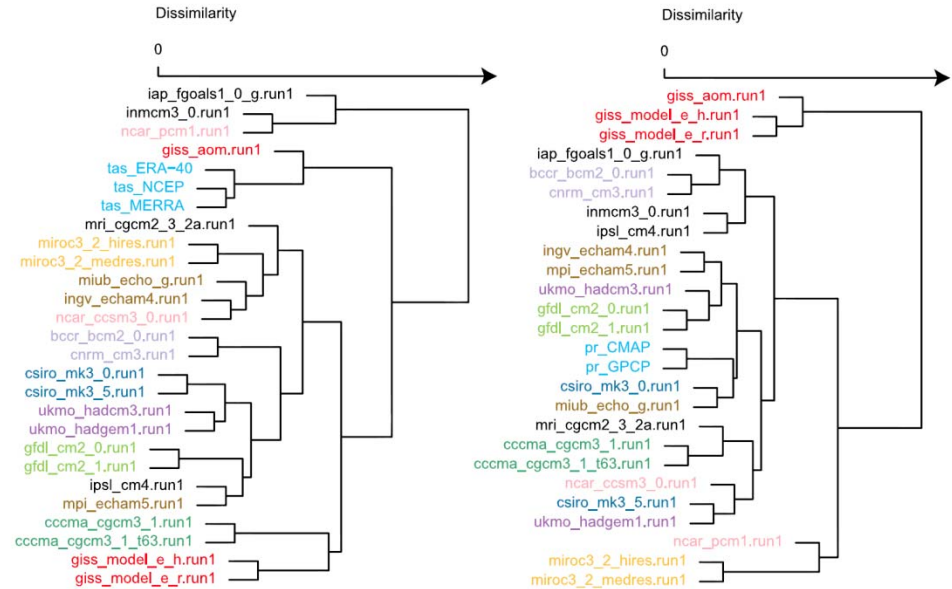 Dissimilarity
0
iap_fgoals1_0_g.run1
inmcm3_0.run1
ncar_pcm1.run1
giss_aom.run1
tas_ERA−40
tas_NCEP
tas_MERRA
mri_cgcm2_3_2a.run1
miroc3_2_hires.run1
miroc3_2_medres.run1
miub_echo_g.run1
ingv_echam4.run1
ncar_ccsm3_0.run1
bccr_bcm2_0.run1
cnrm_cm3.run1
csiro_mk3_0.run1
csiro_mk3_5.run1
ukmo_hadcm3.run1
ukmo_hadgem1.run1
gfdl_cm2_0.run1
gfdl_cm2_1.run1
ipsl_cm4.run1
mpi_echam5.run1
cccma_cgcm3_1.run1
cccma_cgcm3_1_t63.run1
giss_model_e_h.run1
giss_model_e_r.run1
Dissimilarity
0
giss_aom.run1
giss_model_e_h.run1
giss_model_e_r.run1
iap_fgoals1_0_g.run1
bccr_bcm2_0.run1
cnrm_cm3.run1
inmcm3_0.run1
ipsl_cm4.run1
ingv_echam4.run1
mpi_echam5.run1
ukmo_hadcm3.run1
gfdl_cm2_0.run1
gfdl_cm2_1.run1
pr_CMAP
pr_GPCP
csiro_mk3_0.run1
miub_echo_g.run1
mri_cgcm2_3_2a.run1
cccma_cgcm3_1.run1
cccma_cgcm3_1_t63.run1
ncar_ccsm3_0.run1
csiro_mk3_5.run1
ukmo_hadgem1.run1
ncar_pcm1.run1
miroc3_2_hires.run1
miroc3_2_medres.run1